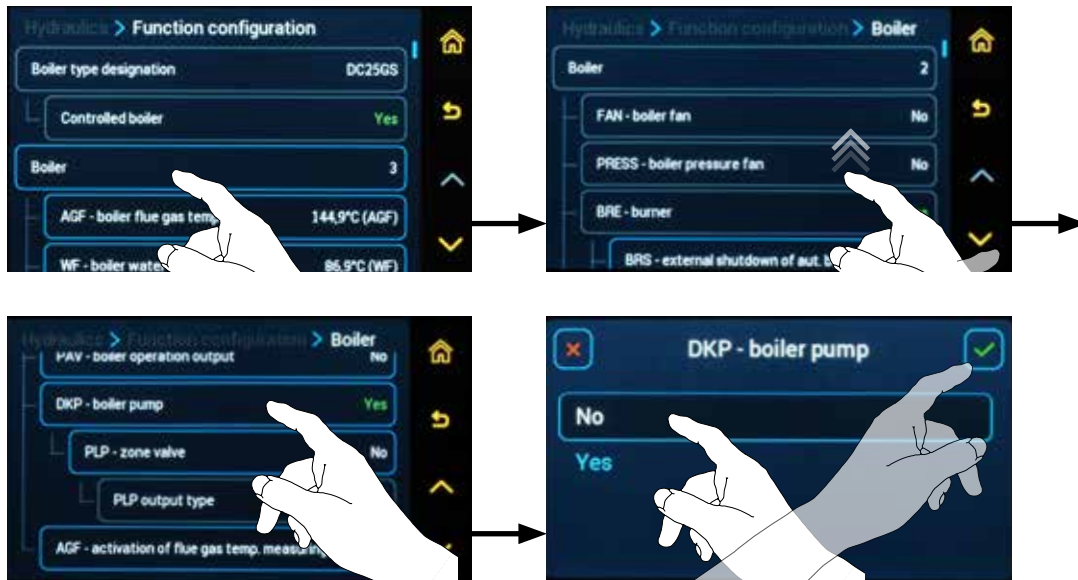 Hydraulics > Function configuration
Boiler type designation DC25GS
Controlled boiler Yes
Boiler 3
AGF - boiler flue gas temp 144,9°C (AGF)
WF - boiler wate 86,9°C (WF)
Hydraulics > Function configuration > Boiler
Boiler 2
FAN - boiler fan No
PRESS - boiler pressure fan No
BRE - burner
BRS - external shutdown of aut.
Hydraulics > Function configuration > Boiler
PAV - boiler operation output No
DKP - boiler pump Yes
PLP - zone valve No
PLP output type
AGF - activation of flue gas temp. measuring
DKP - boiler pump
No
Yes